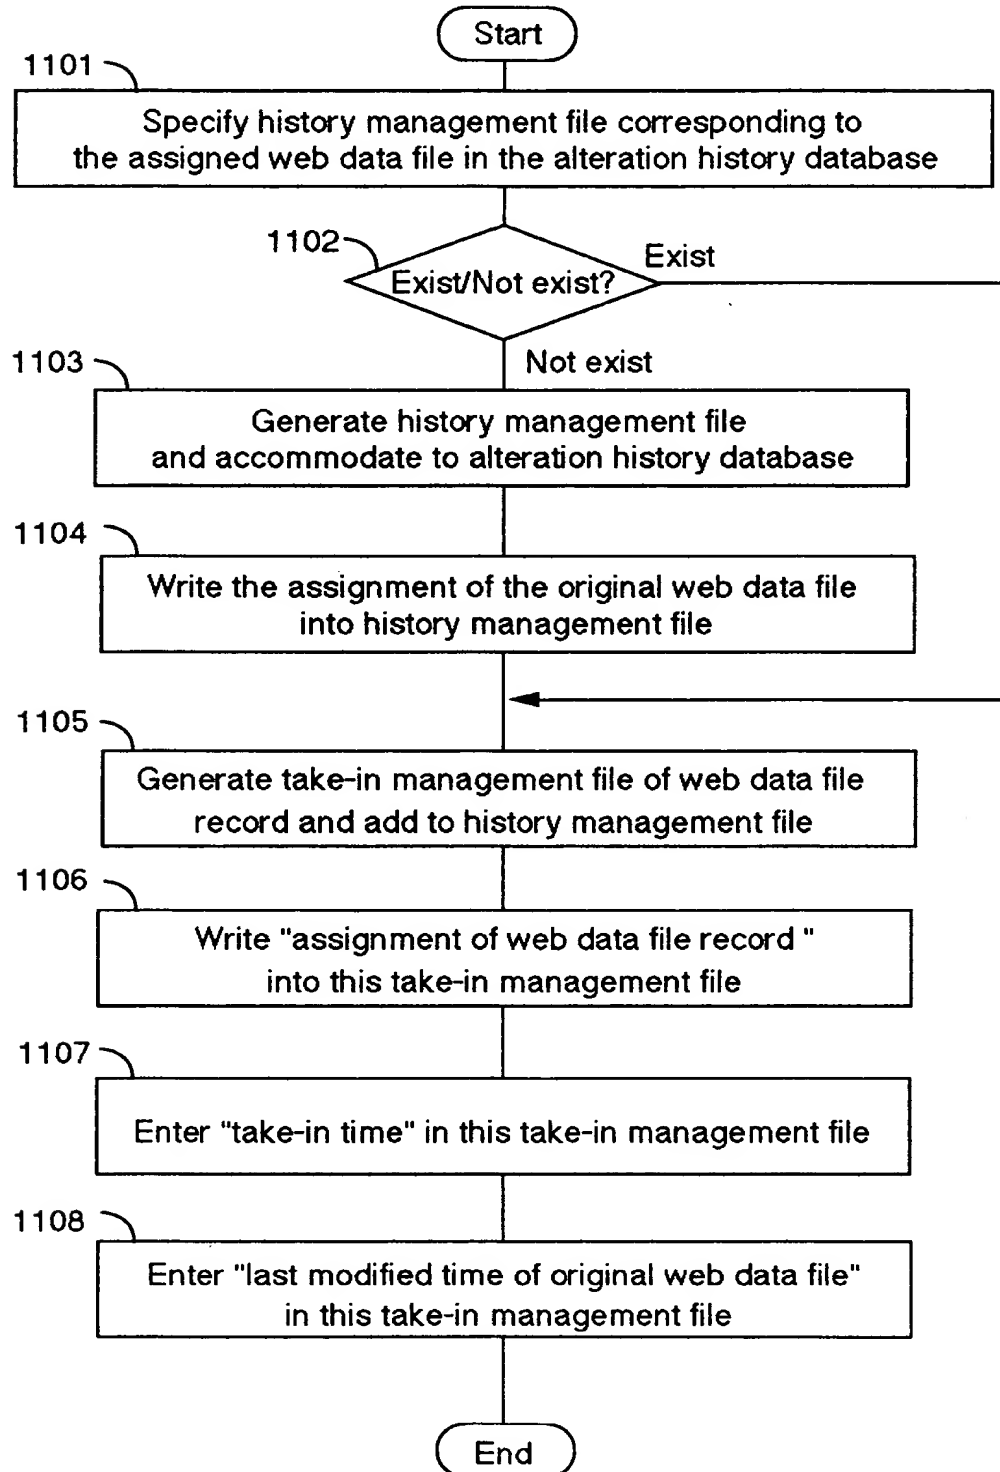 Start
1101
Specify history management file corresponding to
the assigned web data file in the alteration history database
1102
Exist/Not exist?
Exist
Not exist
1103
Generate history management file
and accommodate to alteration history database
1104
Write the assignment of the original web data file
into history management file
1105
Generate take-in management file of web data file
record and add to history management file
1106
Write "assignment of web data file record "
into this take-in management file
1107
Enter "take-in time" in this take-in management file
1108
Enter "last modified time of original web data file"
in this take-in management file
End